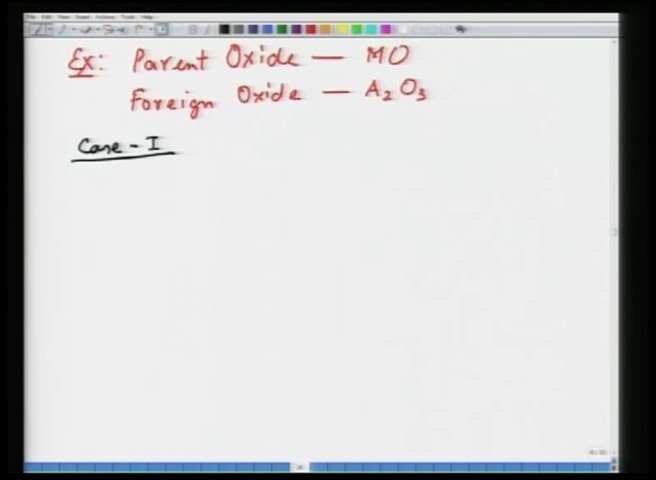 Ex: Parent Oxide — MO
Foreign Oxide — A₂O₃
Case - I